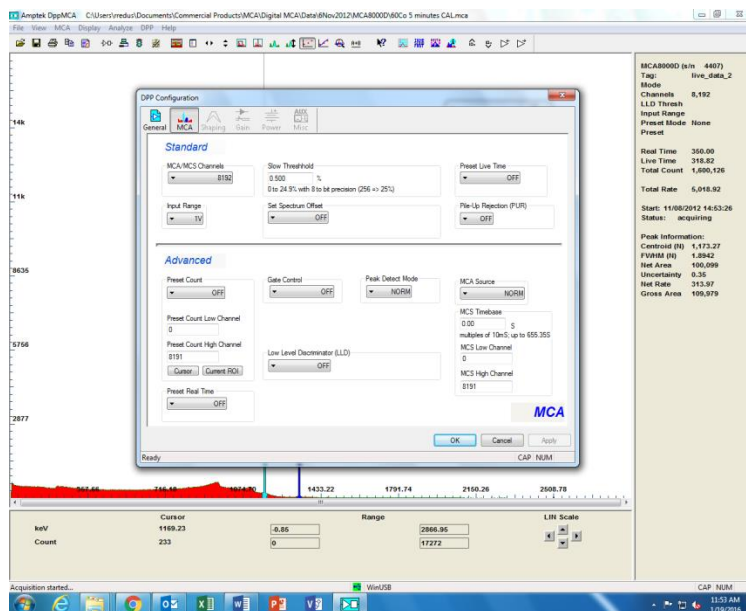 Amptek DppMCA C:\Users\rredus\Documents\Commercial Products\MCA\Digital MCA\Data\6Nov2012\MCA8000D\60Co 5 minutes CAL.mca
File View MCA Display Analyze DPP Help
MCA8000D (s/n 4407)
Tag: live_data_2
Mode
Channels 8,192
LLD Thresh
Input Range
Preset Mode None
Preset
Real Time 350.00
Live Time 318.82
Total Count 1,600,126
Total Rate 5,018.92
Start: 11/08/2012 14:53:26
Status: acquiring
Peak Information:
Centroid (N) 1,173.27
FWHM (N) 1.8942
Net Area 100,099
Uncertainty 0.35
Net Rate 313.97
Gross Area 109,979
14k
11k
8635
5756
2877
DPP Configuration
General MCA Shaping Gain Power Misc
AUX
Standard
MCA/MCS Channels
8192
Slow Threshhold
0.500 %
0 to 24.9% with 8 to bit precision (256 => 25%)
Preset Live Time
OFF
Input Range
1V
Set Spectrum Offset
OFF
Pile-Up Rejection (PUR)
OFF
Advanced
Preset Count
OFF
Gate Control
OFF
Peak Detect Mode
NORM
MCA Source
NORM
Preset Count Low Channel
0
Preset Count High Channel
8191
Cursor Current ROI
Preset Real Time
OFF
Low Level Discriminator (LLD)
OFF
MCS Timebase
0.00 S
multiples of 10mS; up to 655.35S
MCS Low Channel
0
MCS High Channel
8191
MCA
OK Cancel Apply
Ready CAP NUM
716.18 1074.70 1433.22 1791.74 2150.26 2508.78
Cursor Range LIN Scale
keV 1169.23 -0.85 2866.95
Count 233 0 17272
Acquisition started... WinUSB CAP NUM
11:53 AM
1/19/2016